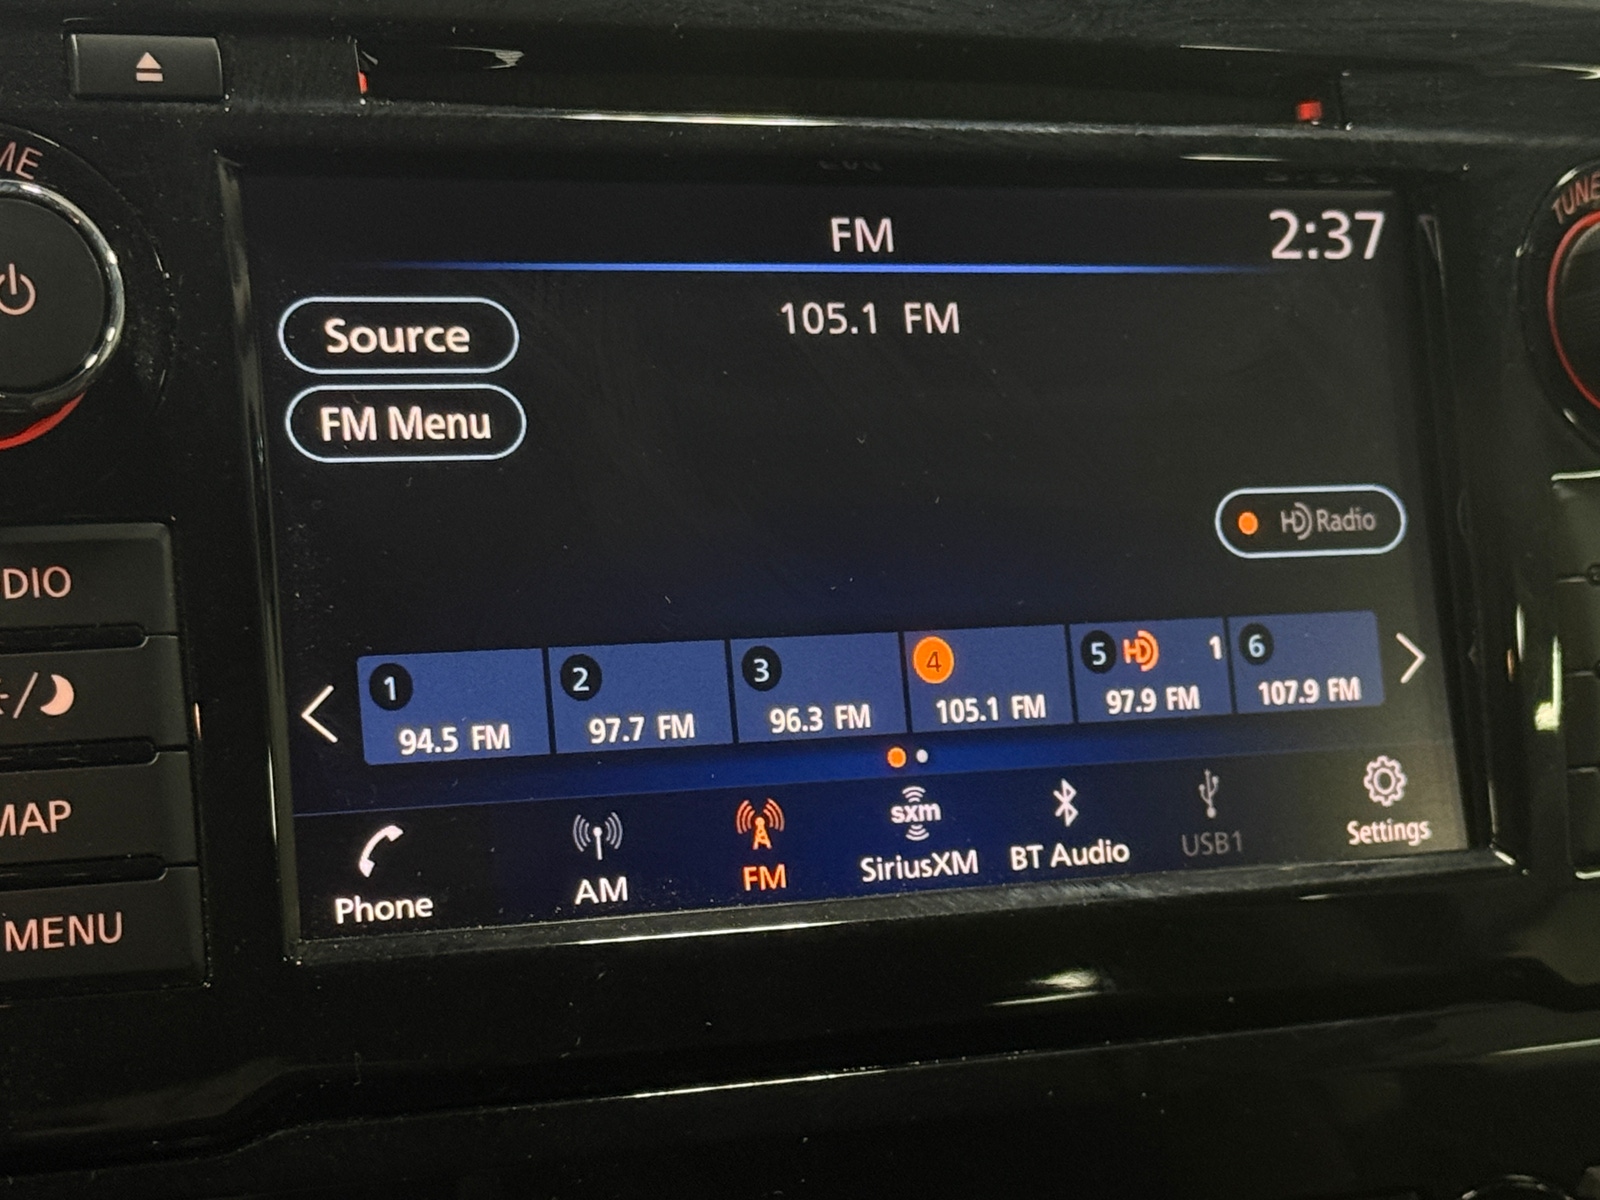 ME
TUNE
FM
2:37
105.1 FM
Source
FM Menu
HD Radio
DIO
1
2
3
4
5 HD 1
6
94.5 FM
97.7 FM
96.3 FM
105.1 FM
97.9 FM
107.9 FM
MAP
MENU
sxm
Phone
AM
FM
SiriusXM
BT Audio
USB1
Settings